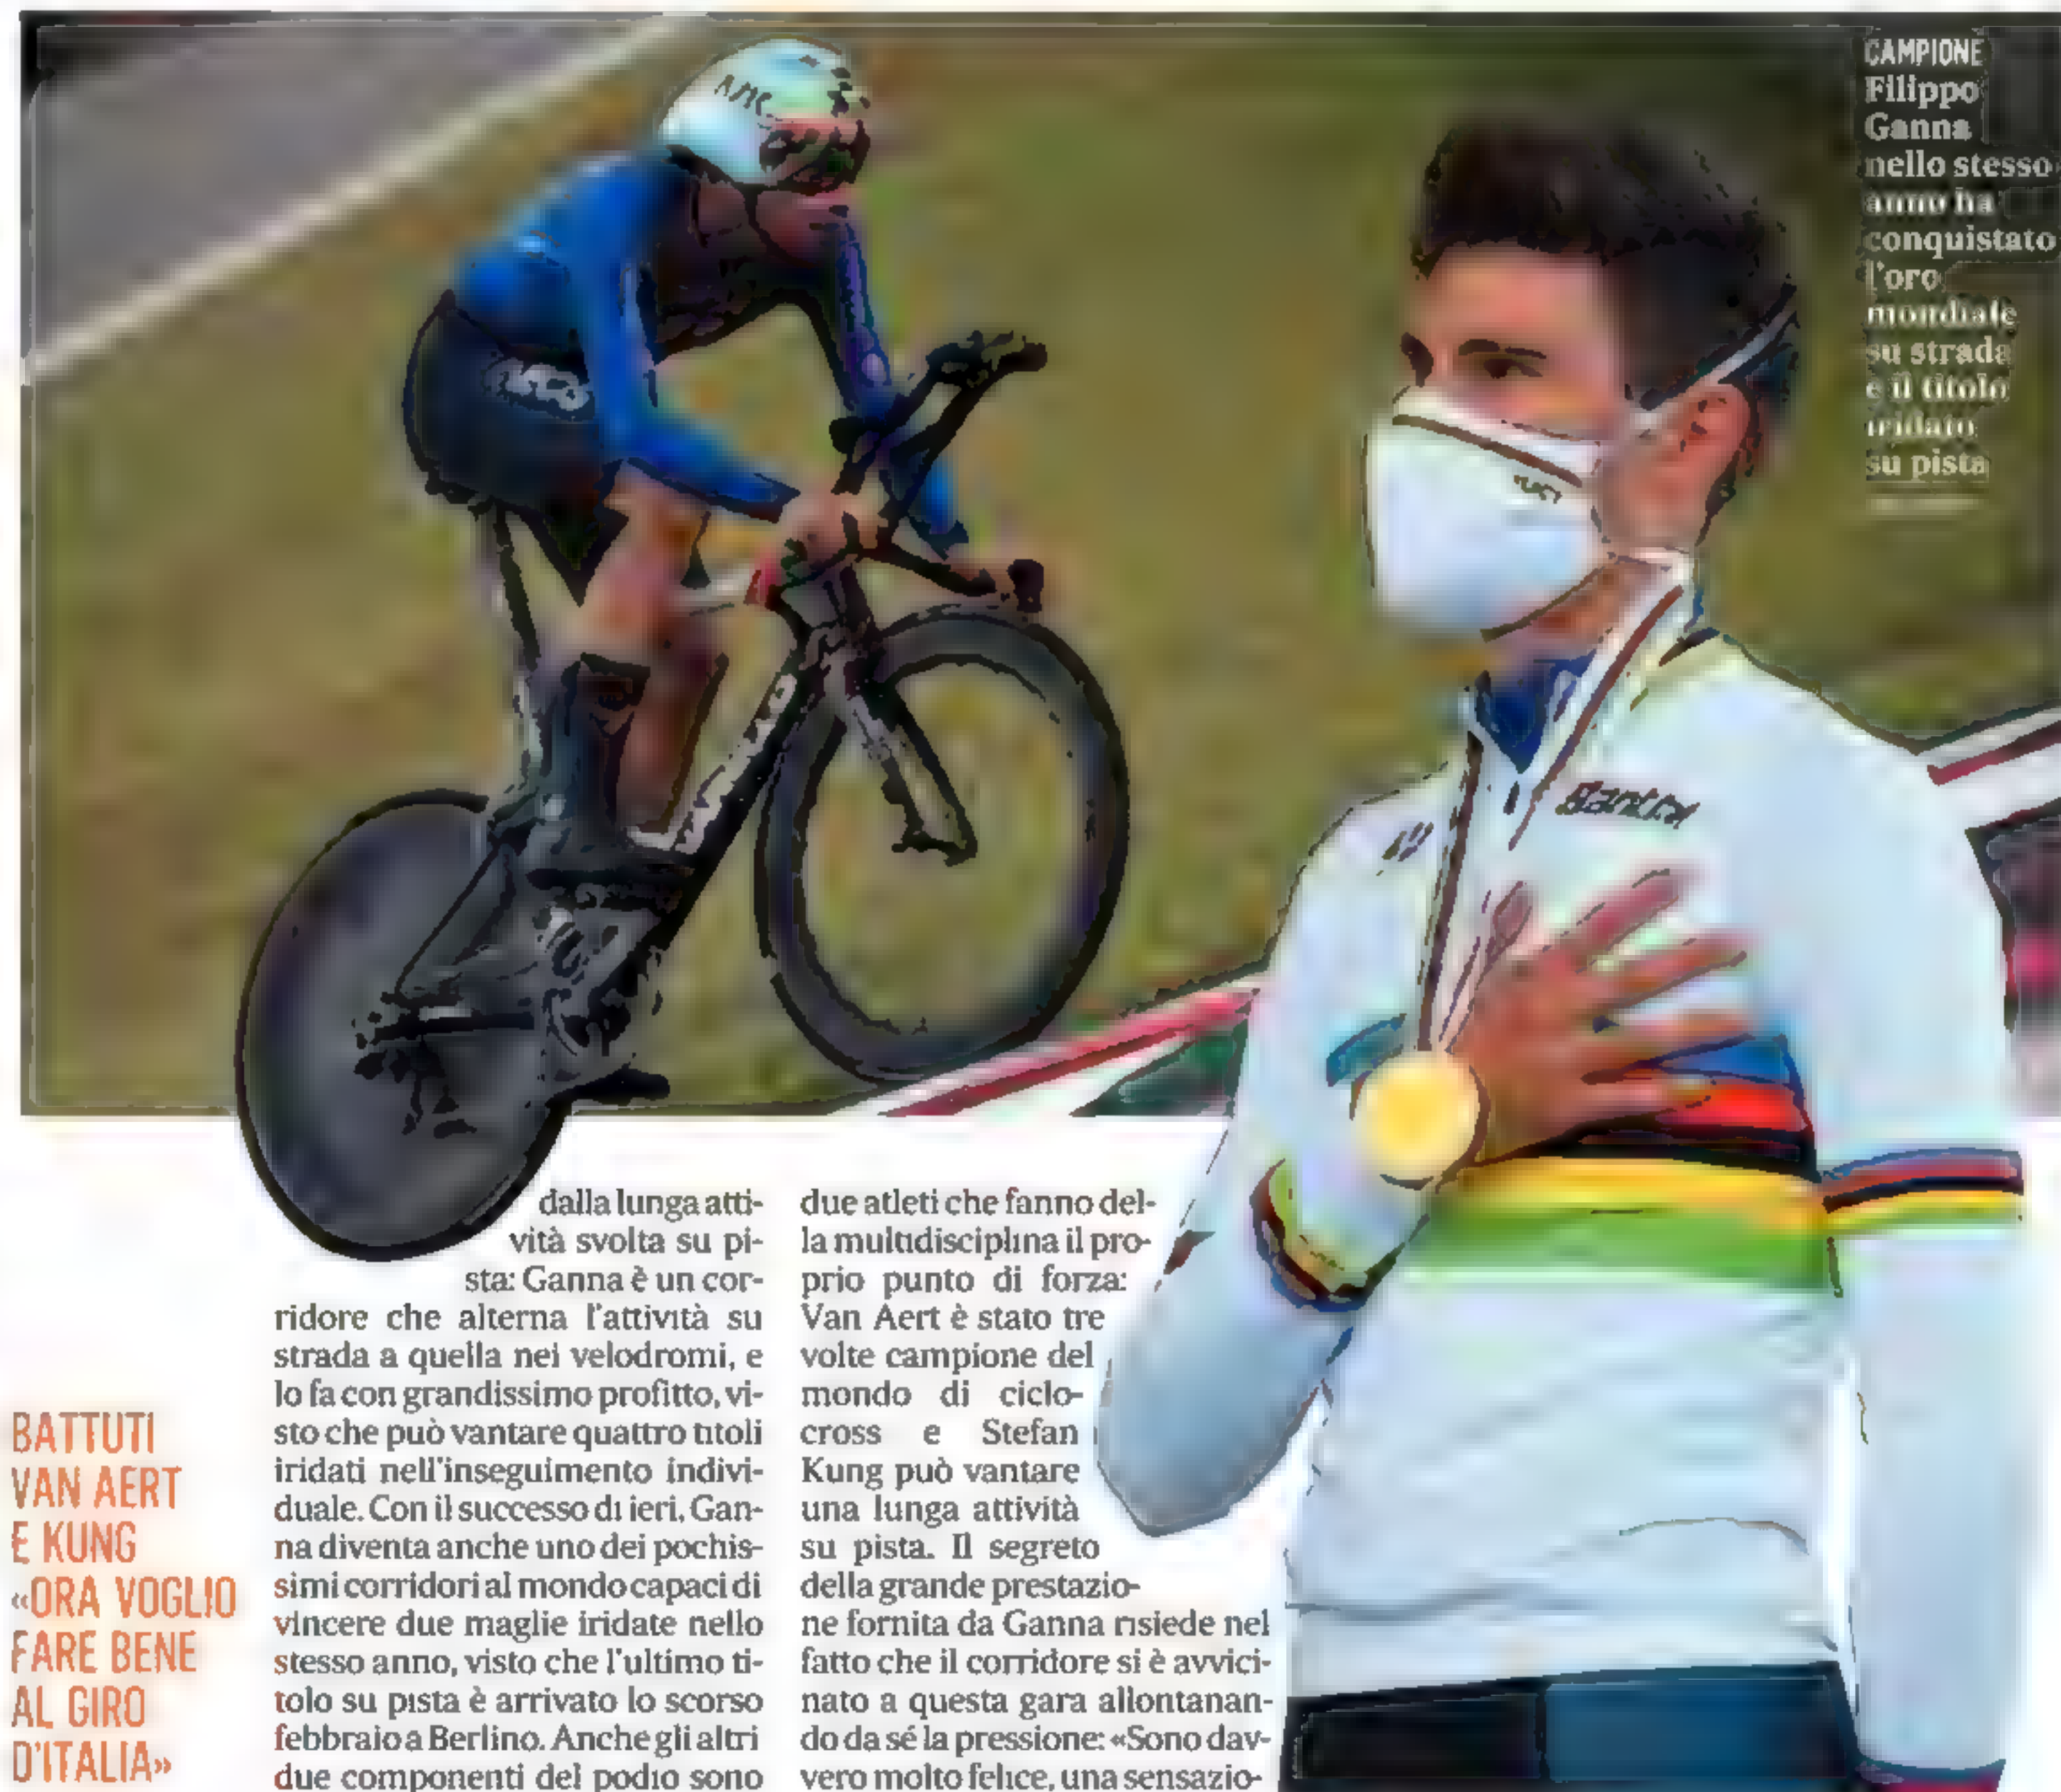 CAMPIONE
Filippo
Ganna
nello stesso
anno ha
conquistato
l'oro
mondiale
su strada
e il titolo
iridato
su pista
BATTUTI
VAN AERT
E KUNG
«ORA VOGLIO
FARE BENE
AL GIRO
D'ITALIA»
dalla lunga atti-
vità svolta su pi-
sta: Ganna è un cor-
ridore che alterna l'attività su
strada a quella nei velodromi, e
lo fa con grandissimo profitto, vi-
sto che può vantare quattro titoli
iridati nell'inseguimento indivi-
duale. Con il successo di ieri, Gan-
na diventa anche uno dei pochis-
simi corridori al mondo capaci di
vincere due maglie iridate nello
stesso anno, visto che l'ultimo ti-
tolo su pista è arrivato lo scorso
febbraio a Berlino. Anche gli altri
due componenti del podio sono
due atleti che fanno del-
la multidisciplina il pro-
prio punto di forza:
Van Aert è stato tre
volte campione del
mondo di ciclo-
cross e Stefan
Kung può vantare
una lunga attività
su pista. Il segreto
della grande prestazio-
ne fornita da Ganna risiede nel
fatto che il corridore si è avvici-
nato a questa gara allontanan-
do da sé la pressione: «Sono dav-
vero molto felice, una sensazio-